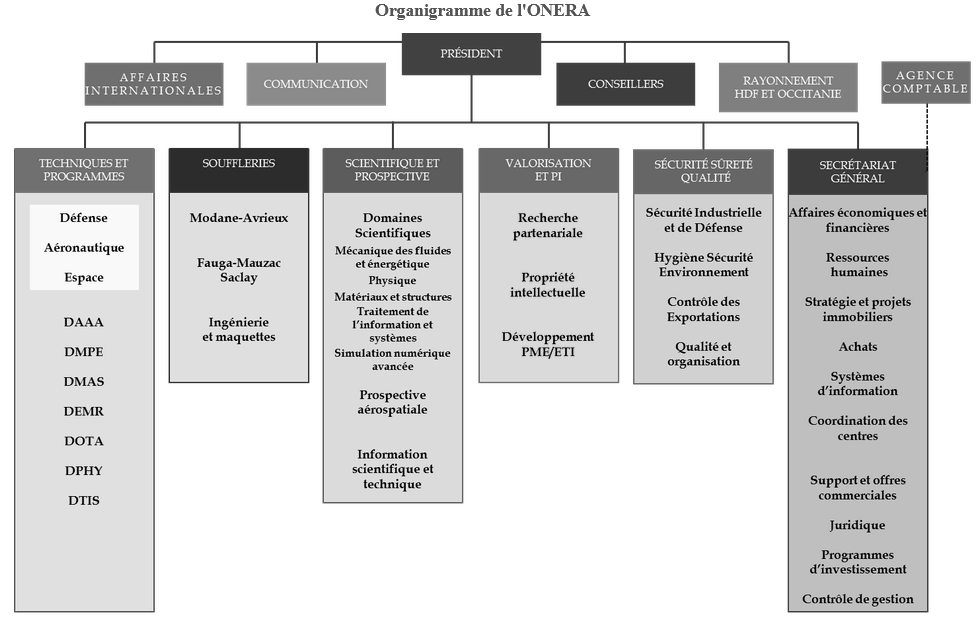 Organigramme de l'ONERA
PRÉSIDENT
AFFAIRES
INTERNATIONALES
COMMUNICATION
CONSEILLERS
RAYONNEMENT
HDF ET OCCITANIE
AGENCE
COMPTABLE
TECHNIQUES ET
PROGRAMMES
Défense
Aéronautique
Espace
DAAA
DMPE
DMAS
DEMR
DOTA
DPHY
DTIS
SOUFFLERIES
Modane-Avrieux
Fauga-Mauzac
Saclay
Ingénierie
et maquettes
SCIENTIFIQUE ET
PROSPECTIVE
Domaines
Scientifiques
Mécanique des fluides
et énergétique
Physique
Matériaux et structures
Traitement de
l'information et
systèmes
Simulation numérique
avancée
Prospective
aérospatiale
Information
scientifique et
technique
VALORISATION
ET PI
Recherche
partenariale
Propriété
intellectuelle
Développement
PME/ETI
SÉCURITÉ SÛRETÉ
QUALITÉ
Sécurité Industrielle
et de Défense
Hygiène Sécurité
Environnement
Contrôle des
Exportations
Qualité et
organisation
SECRÉTARIAT
GÉNÉRAL
Affaires économiques et
financières
Ressources
humaines
Stratégie et projets
immobiliers
Achats
Systèmes
d'information
Coordination des
centres
Support et offres
commerciales
Juridique
Programmes
d'investissement
Contrôle de gestion